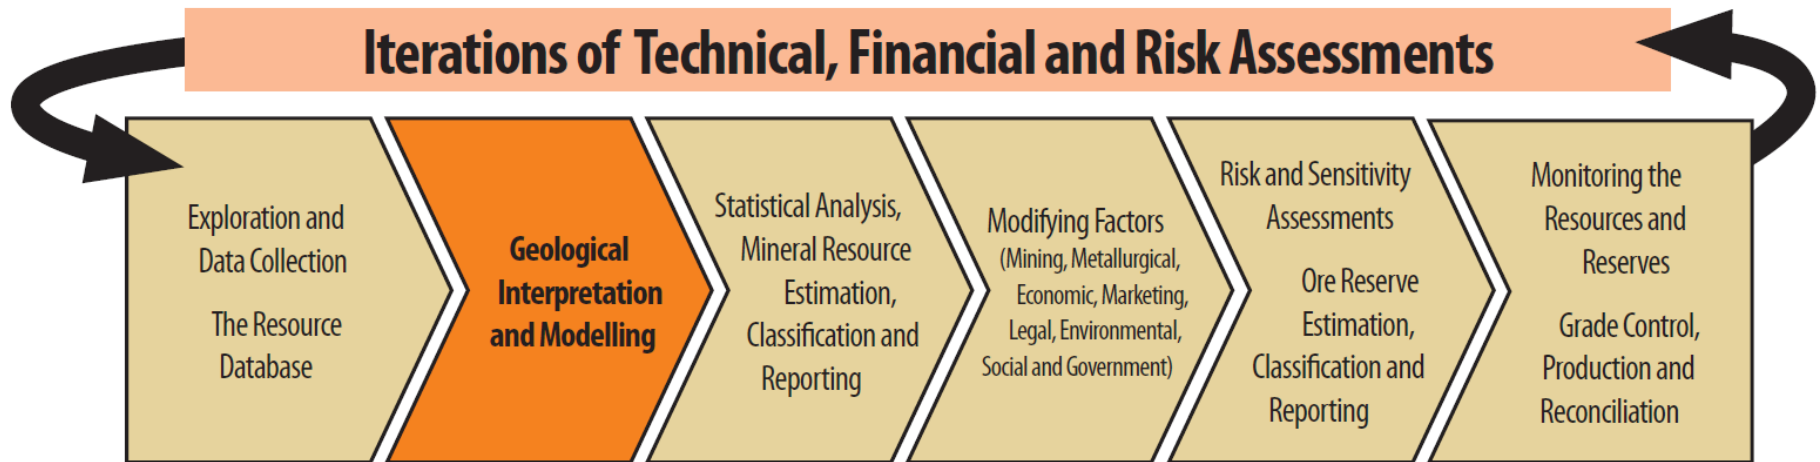 Iterations of Technical, Financial and Risk Assessments
Exploration and
Data Collection
The Resource
Database
Geological
Interpretation
and Modelling
Statistical Analysis,
Mineral Resource
Estimation,
Classification and
Reporting
Modifying Factors
(Mining, Metallurgical,
Economic, Marketing,
Legal, Environmental,
Social and Government)
Risk and Sensitivity
Assessments
Ore Reserve
Estimation,
Classification and
Reporting
Monitoring the
Resources and
Reserves
Grade Control,
Production and
Reconciliation